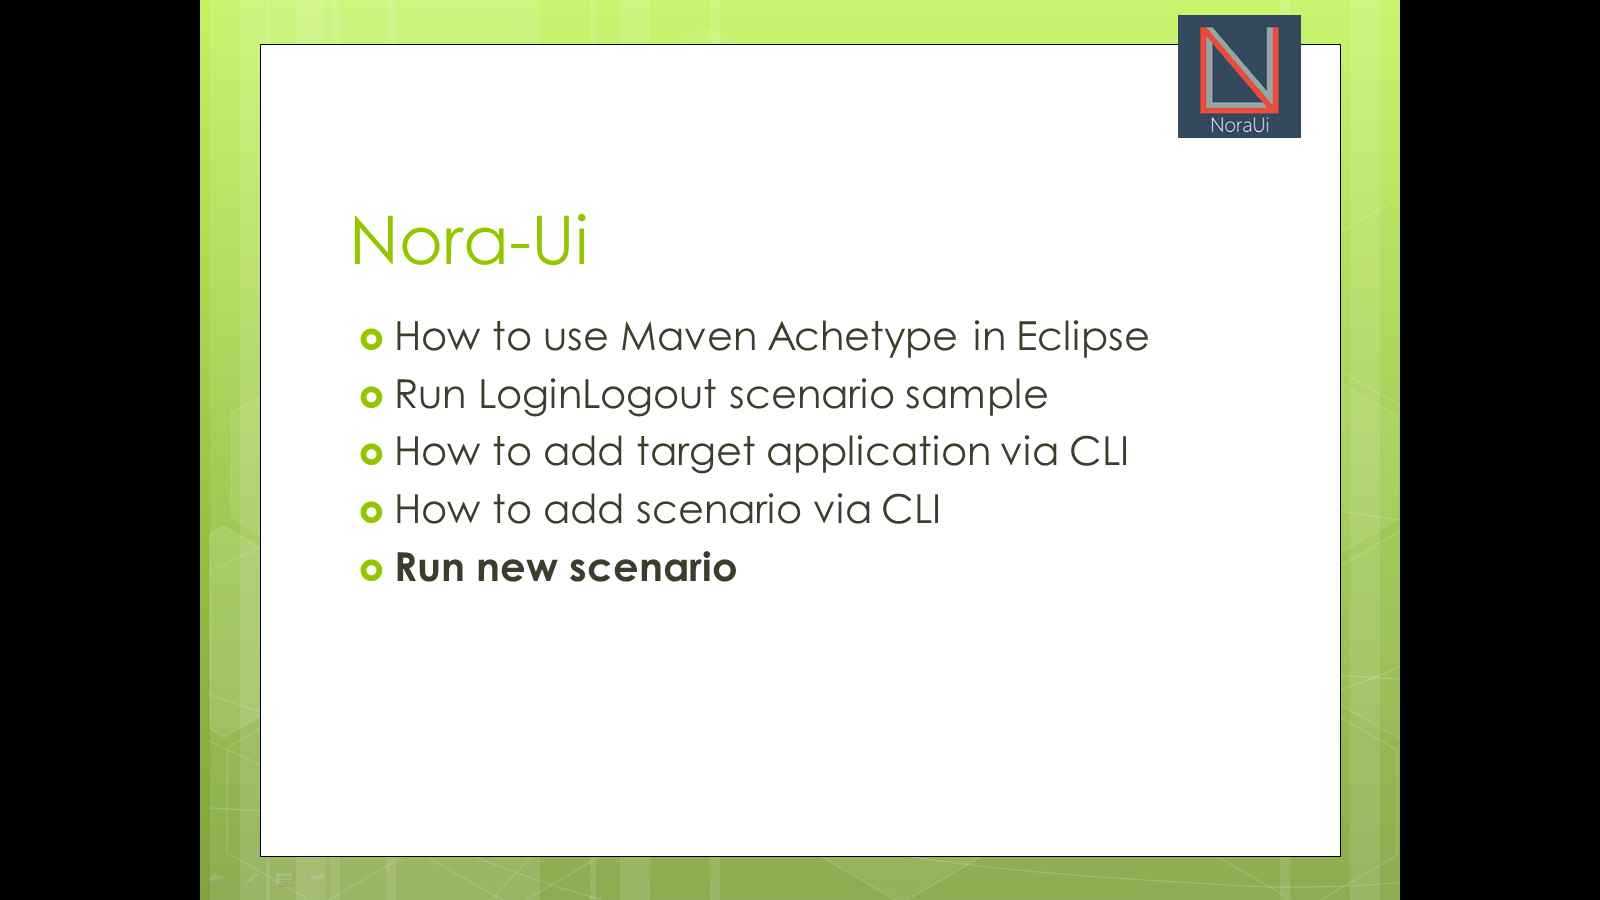 NoraUi
Nora-Ui
How to use Maven Achetype in Eclipse
Run LoginLogout scenario sample
How to add target application via CLI
How to add scenario via CLI
Run new scenario